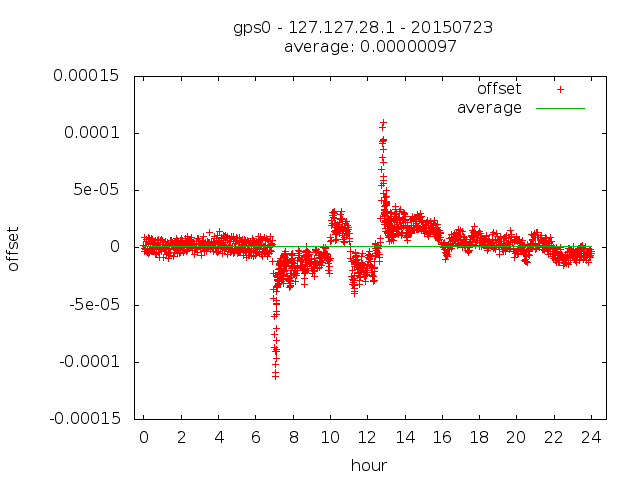 gps0 - 127.127.28.1 - 20150723
average: 0.00000097
0.00015
0.0001
5e-05
0
-5e-05
-0.0001
-0.00015
offset
offset
average
0 2 4 6 8 10 12 14 16 18 20 22 24
hour